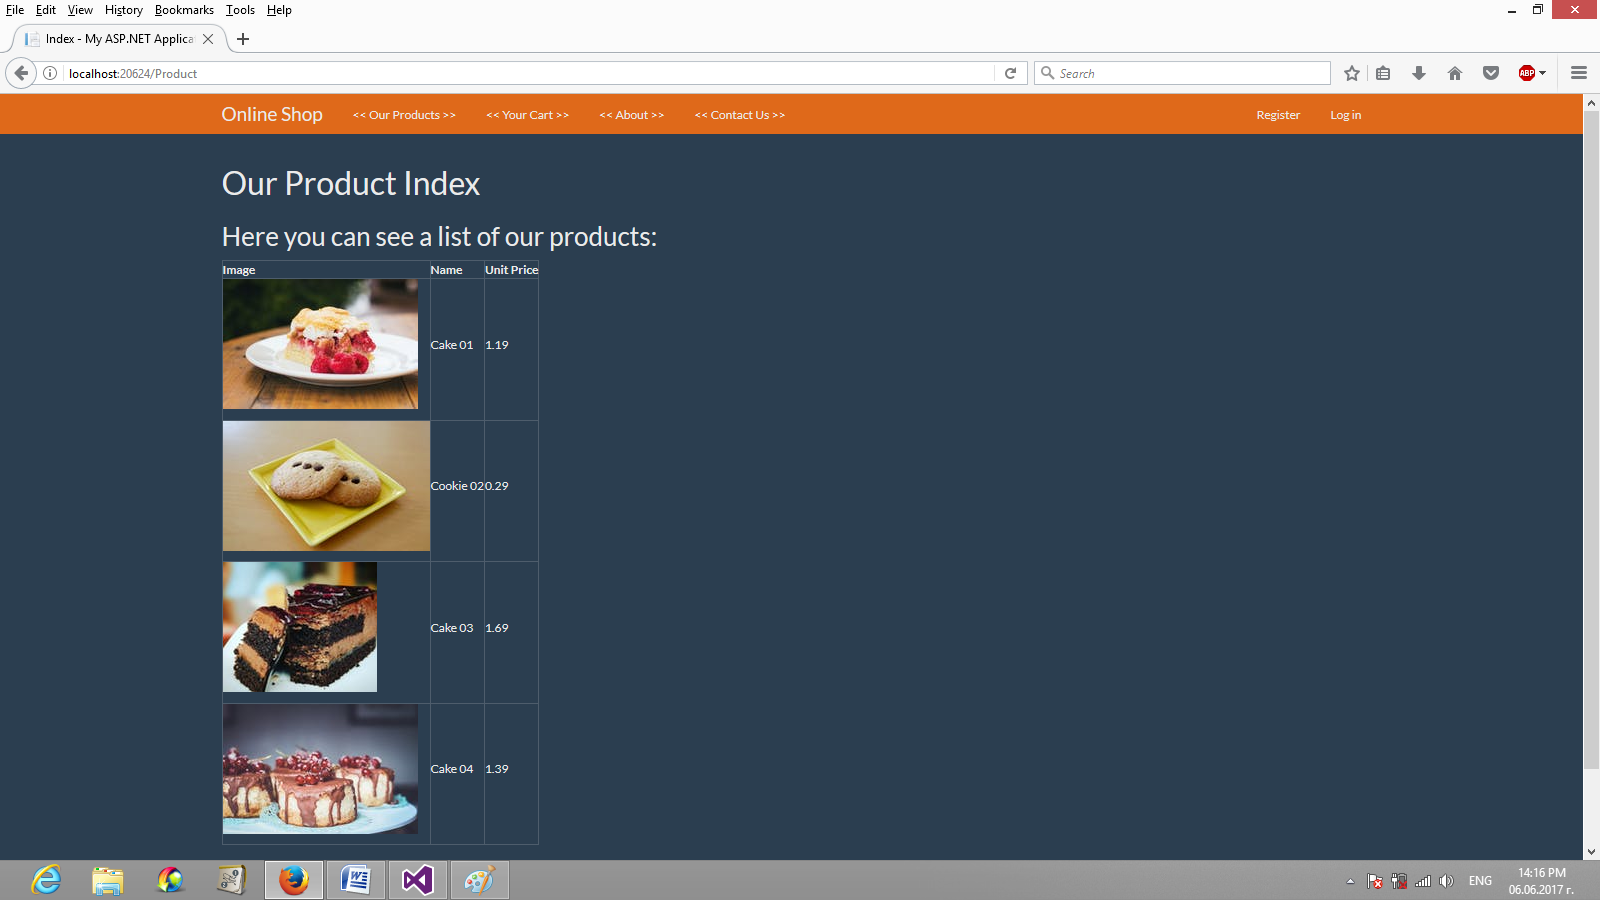 File Edit View History Bookmarks Tools Help
Index - My ASP.NET Applica
localhost:20624/Product
Search
ABP
Online Shop << Our Products >> << Your Cart >> << About >> << Contact Us >> Register Log in
Our Product Index
Here you can see a list of our products:
Image Name Unit Price
Cake 01 1.19
Cookie 02 0.29
Cake 03 1.69
Cake 04 1.39
ENG
14:16 PM
06.06.2017 г.